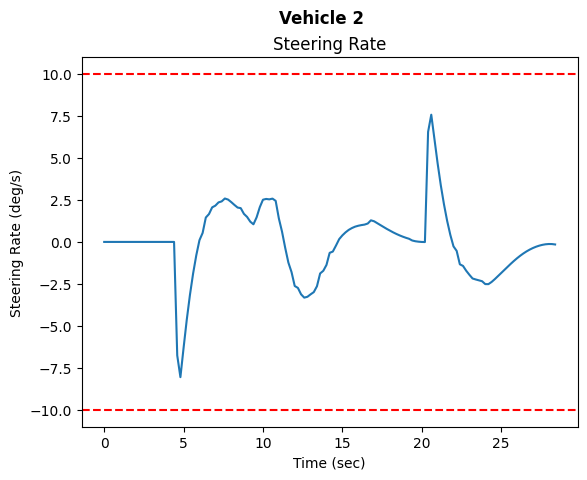 Vehicle 2
Steering Rate
10.0
7.5
5.0
2.5
0.0
−2.5
−5.0
−7.5
−10.0
Steering Rate (deg/s)
0 5 10 15 20 25
Time (sec)